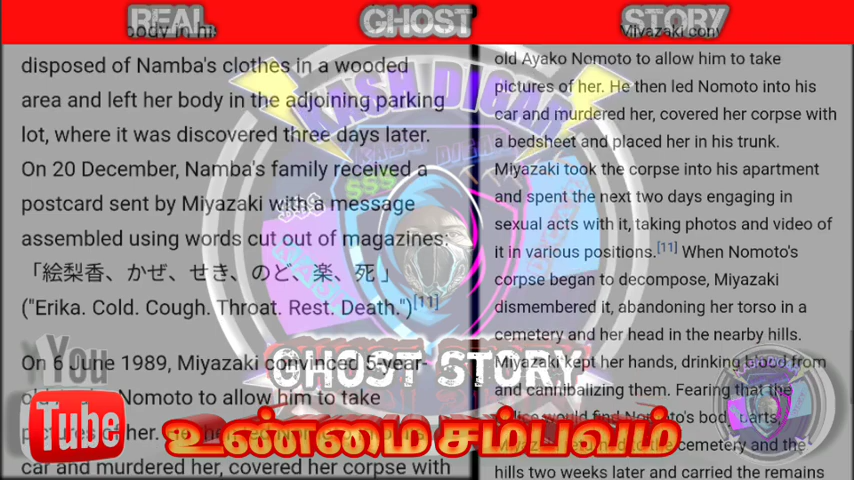 REAL GHOST STORY
body in his
disposed of Namba's clothes in a wooded
area and left her body in the adjoining parking
lot, where it was discovered three days later.
On 20 December, Namba's family received a
postcard sent by Miyazaki with a message
assembled using words cut out of magazines:
「絵梨香、かぜ、せき、のど、楽、死」
("Erika. Cold. Cough. Throat. Rest. Death.")[11]
On 6 June 1989, Miyazaki convinced 5-year-
Nomoto to allow him to take
of her.
car and murdered her, covered her corpse with
Miyazaki
old Ayako Nomoto to allow him to take
pictures of her. He then led Nomoto into his
car and murdered her, covered her corpse with
a bedsheet and placed her in his trunk.
Miyazaki took the corpse into his apartment
and spent the next two days engaging in
sexual acts with it, taking photos and video of
it in various positions.[11] When Nomoto's
corpse began to decompose, Miyazaki
dismembered it, abandoning her torso in a
cemetery and her head in the nearby hills.
Miyazaki kept her hands, drinking blood from
and cannibalizing them. Fearing that the
would find body parts,
cemetery and the
hills two weeks later and carried the remains
KASH DIGAN
$$$
GHOST STORY
You
Tube
உண்மை சம்பவம்